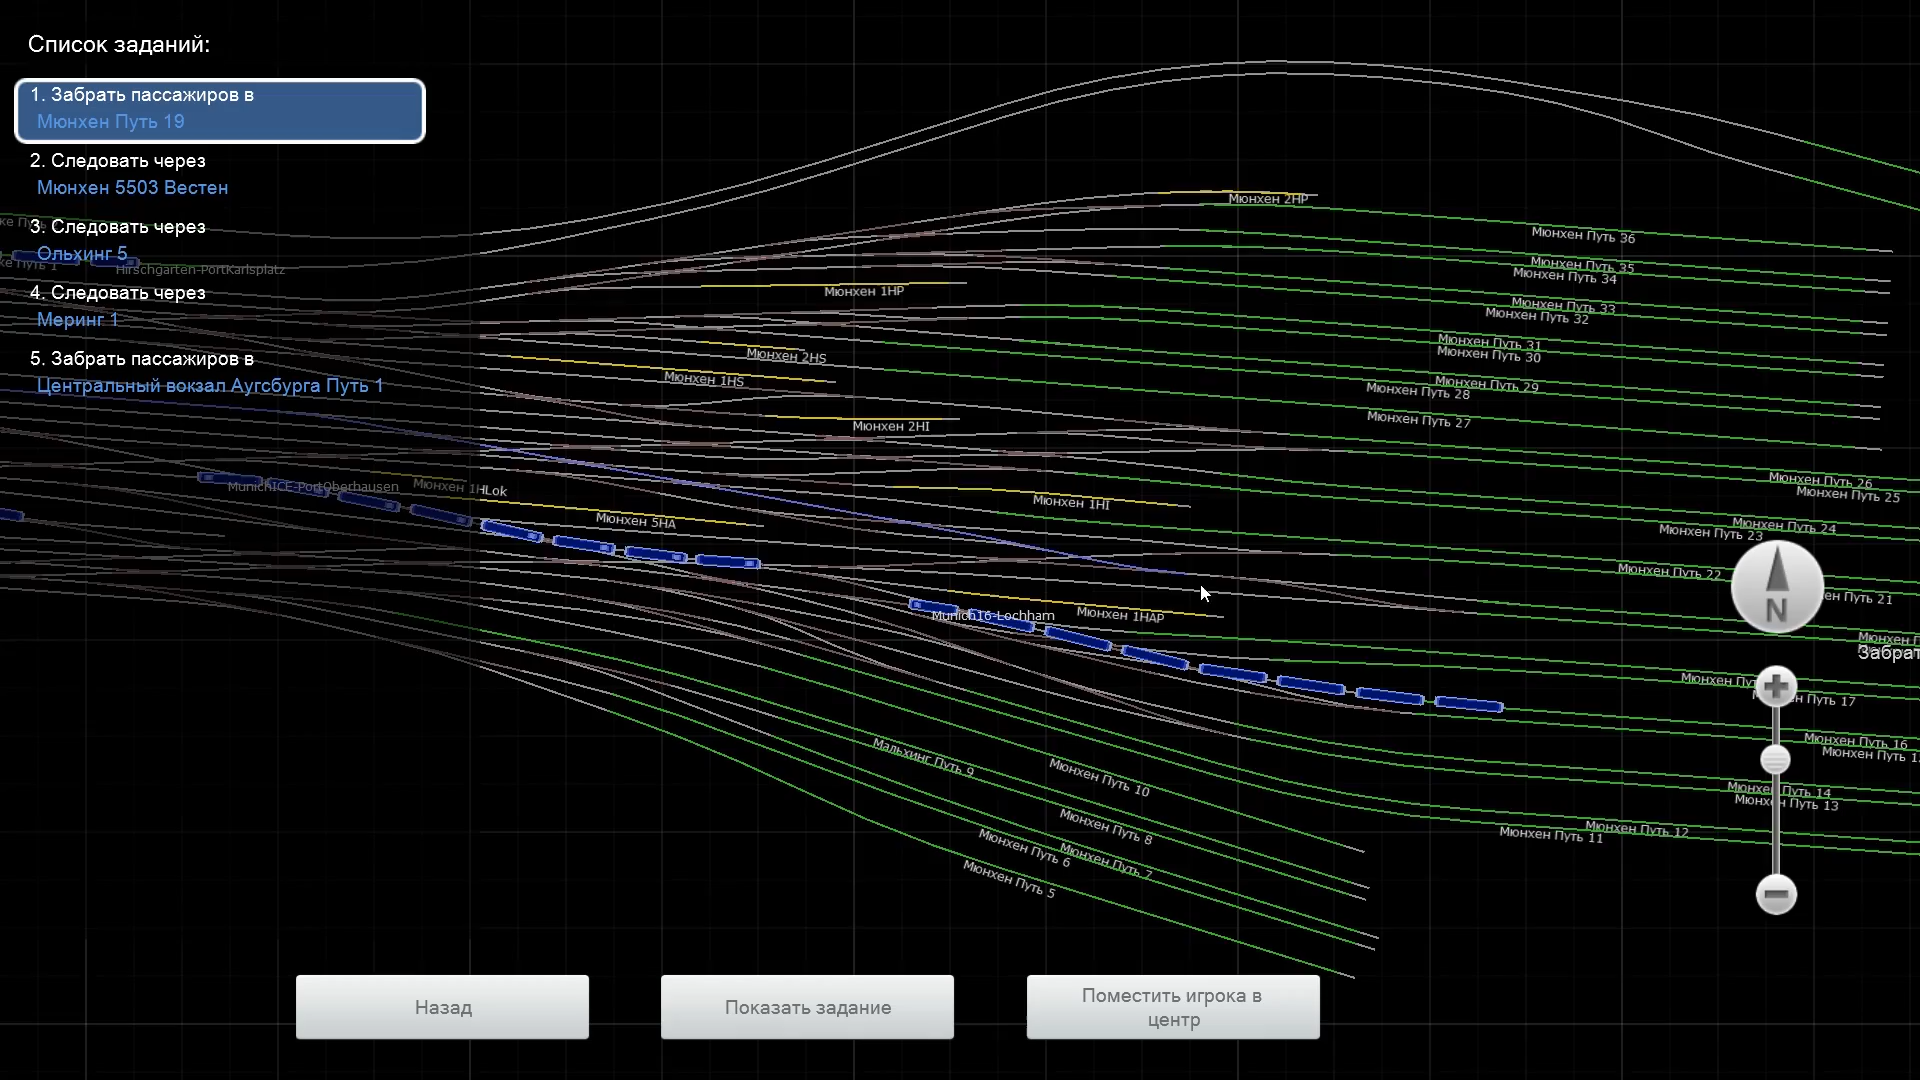 Список заданий:
1. Забрать пассажиров в
Мюнхен Путь 19
2. Следовать через
Мюнхен 5503 Вестен
3. Следовать через
Ольхинг 5
4. Следовать через
Меринг 1
5. Забрать пассажиров в
Центральный вокзал Аугсбурга Путь 1
Hirschgarten-PortKarlsplatz
Мюнхен 2HP
Мюнхен Путь 36
Мюнхен Путь 35
Мюнхен Путь 34
Мюнхен 1HP
Мюнхен Путь 33
Мюнхен Путь 32
Мюнхен Путь 31
Мюнхен Путь 30
Мюнхен 2HS
Мюнхен 1HS
Мюнхен Путь 29
Мюнхен Путь 28
Мюнхен Путь 27
Мюнхен 2HI
Мюнхен Путь 26
Мюнхен Путь 25
MunichICE-PortOberhausen
Мюнхен 1HLok
Мюнхен 1HI
Мюнхен 5HA
Мюнхен Путь 24
Мюнхен Путь 23
Мюнхен Путь 22
Путь 21
Munich16-Lochham
Мюнхен 1HAP
Мюнхен
N
Путь 17
Мюнхен Путь 16
Мюнхен Путь
Мюнхен Путь 14
Мюнхен Путь 13
Мюнхен Путь 12
Мюнхен Путь 11
Мальхинг Путь 9
Мюнхен Путь 10
Мюнхен Путь 8
Мюнхен Путь 6
Мюнхен Путь 7
Мюнхен Путь 5
Назад
Показать задание
Поместить игрока в
центр